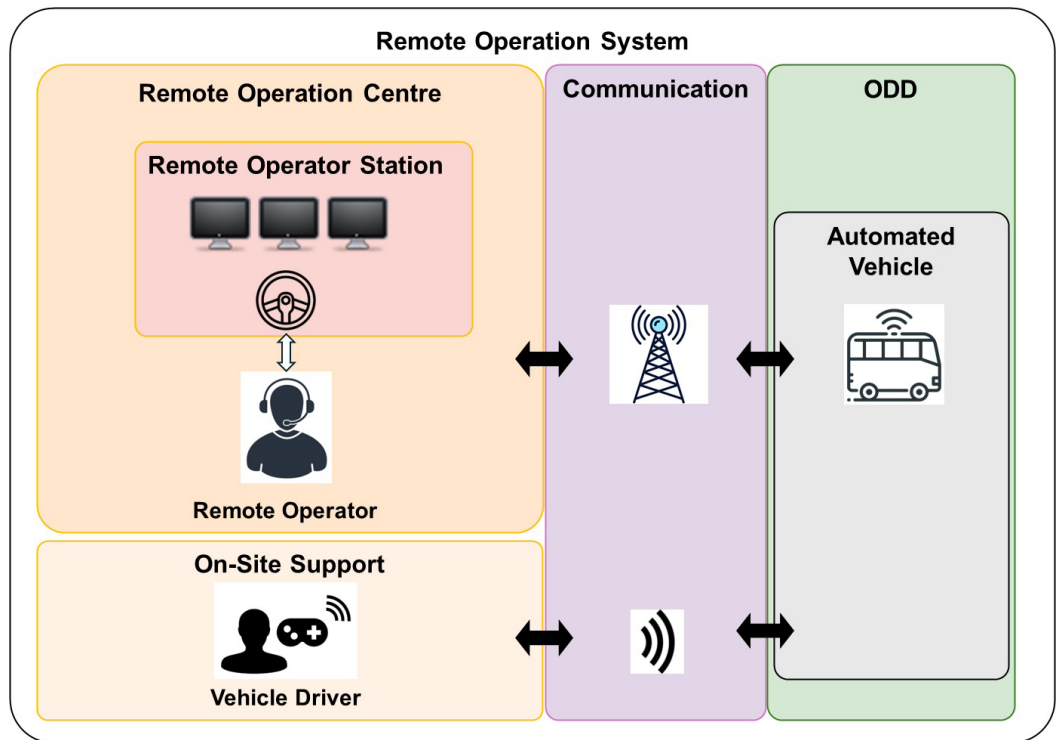 Remote Operation System
Remote Operation Centre
Communication
ODD
Remote Operator Station
Automated
Vehicle
Remote Operator
On-Site Support
Vehicle Driver